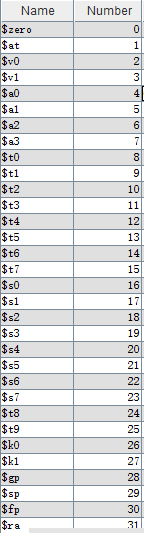 Name Number
$zero 0
$at 1
$v0 2
$v1 3
$a0 4
$a1 5
$a2 6
$a3 7
$t0 8
$t1 9
$t2 10
$t3 11
$t4 12
$t5 13
$t6 14
$t7 15
$s0 16
$s1 17
$s2 18
$s3 19
$s4 20
$s5 21
$s6 22
$s7 23
$t8 24
$t9 25
$k0 26
$k1 27
$gp 28
$sp 29
$fp 30
$ra 31